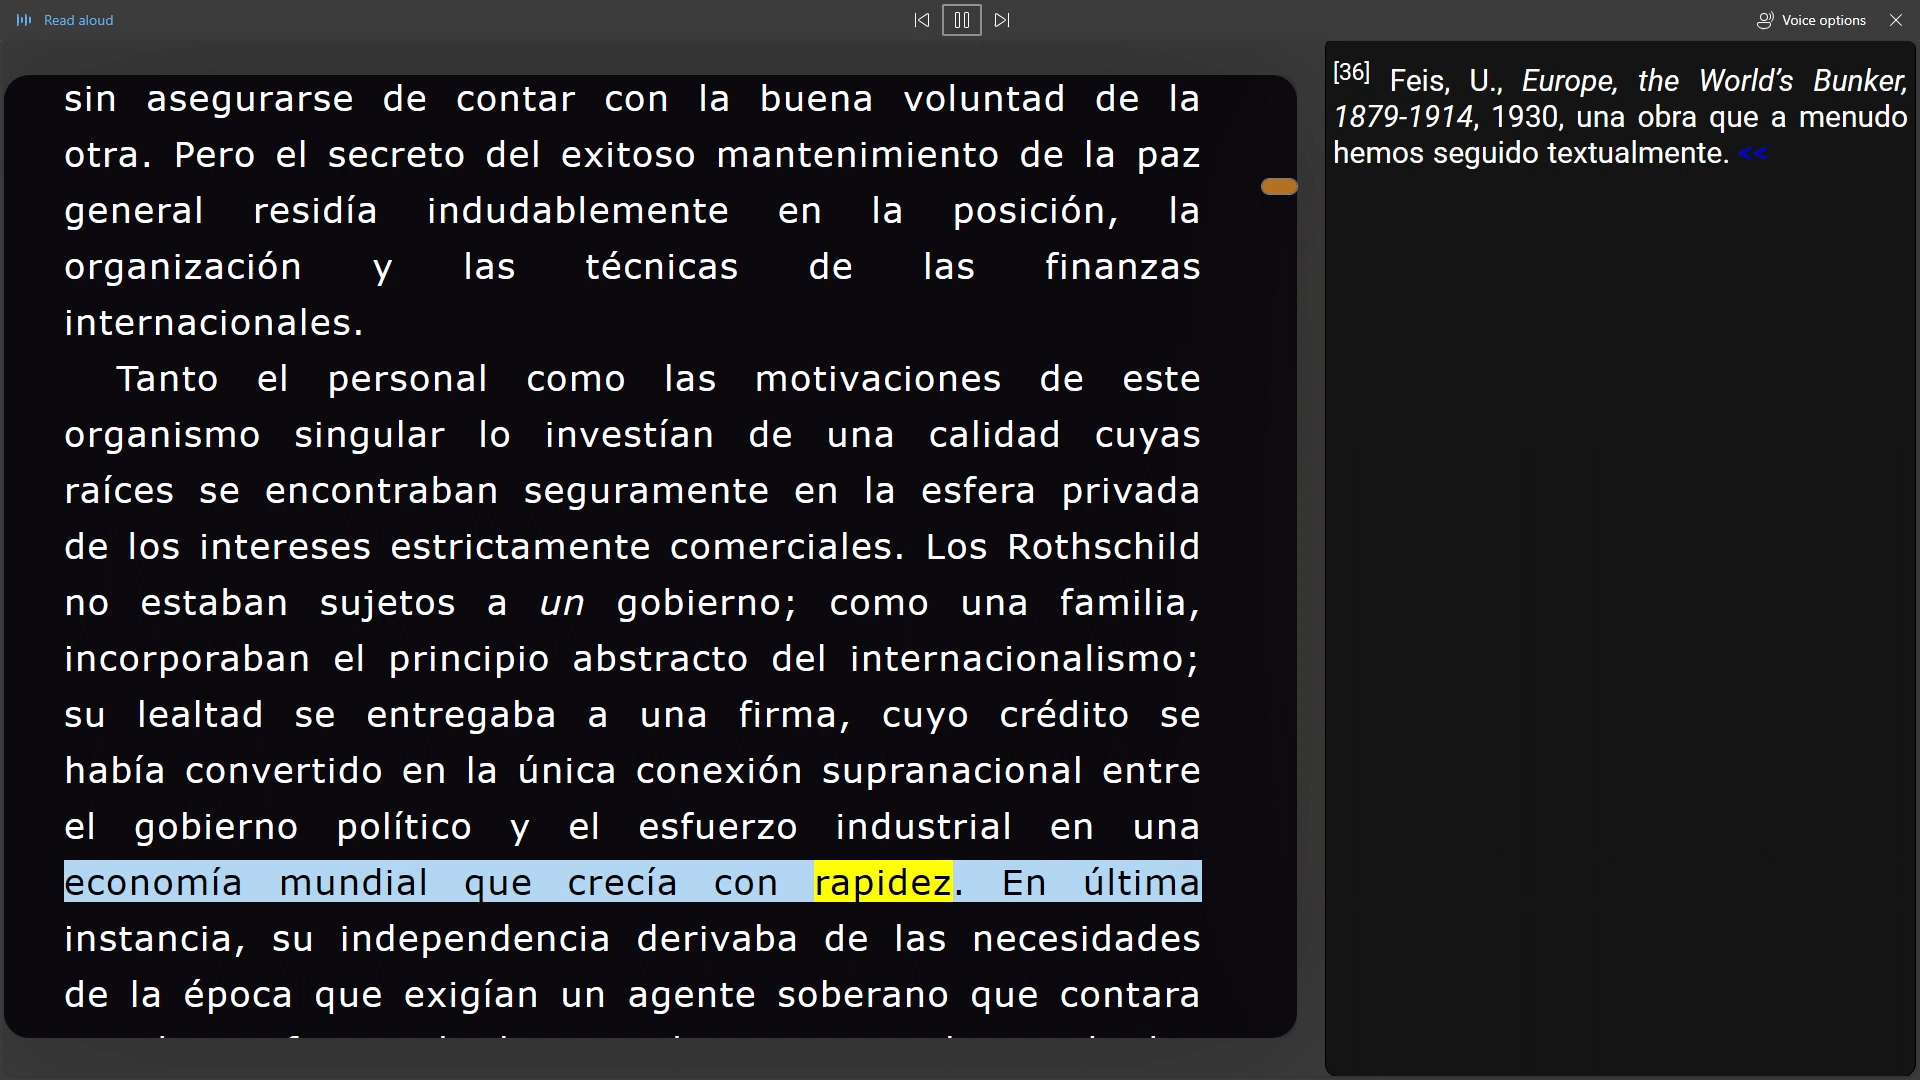 Read aloud
Voice options
sin asegurarse de contar con la buena voluntad de la
otra. Pero el secreto del exitoso mantenimiento de la paz
general residía indudablemente en la posición, la
organización y las técnicas de las finanzas
internacionales.
Tanto el personal como las motivaciones de este
organismo singular lo investían de una calidad cuyas
raíces se encontraban seguramente en la esfera privada
de los intereses estrictamente comerciales. Los Rothschild
no estaban sujetos a un gobierno; como una familia,
incorporaban el principio abstracto del internacionalismo;
su lealtad se entregaba a una firma, cuyo crédito se
había convertido en la única conexión supranacional entre
el gobierno político y el esfuerzo industrial en una
economía mundial que crecía con rapidez. En última
instancia, su independencia derivaba de las necesidades
de la época que exigían un agente soberano que contara
[36] Feis, U., Europe, the World’s Bunker,
1879-1914, 1930, una obra que a menudo
hemos seguido textualmente. <<